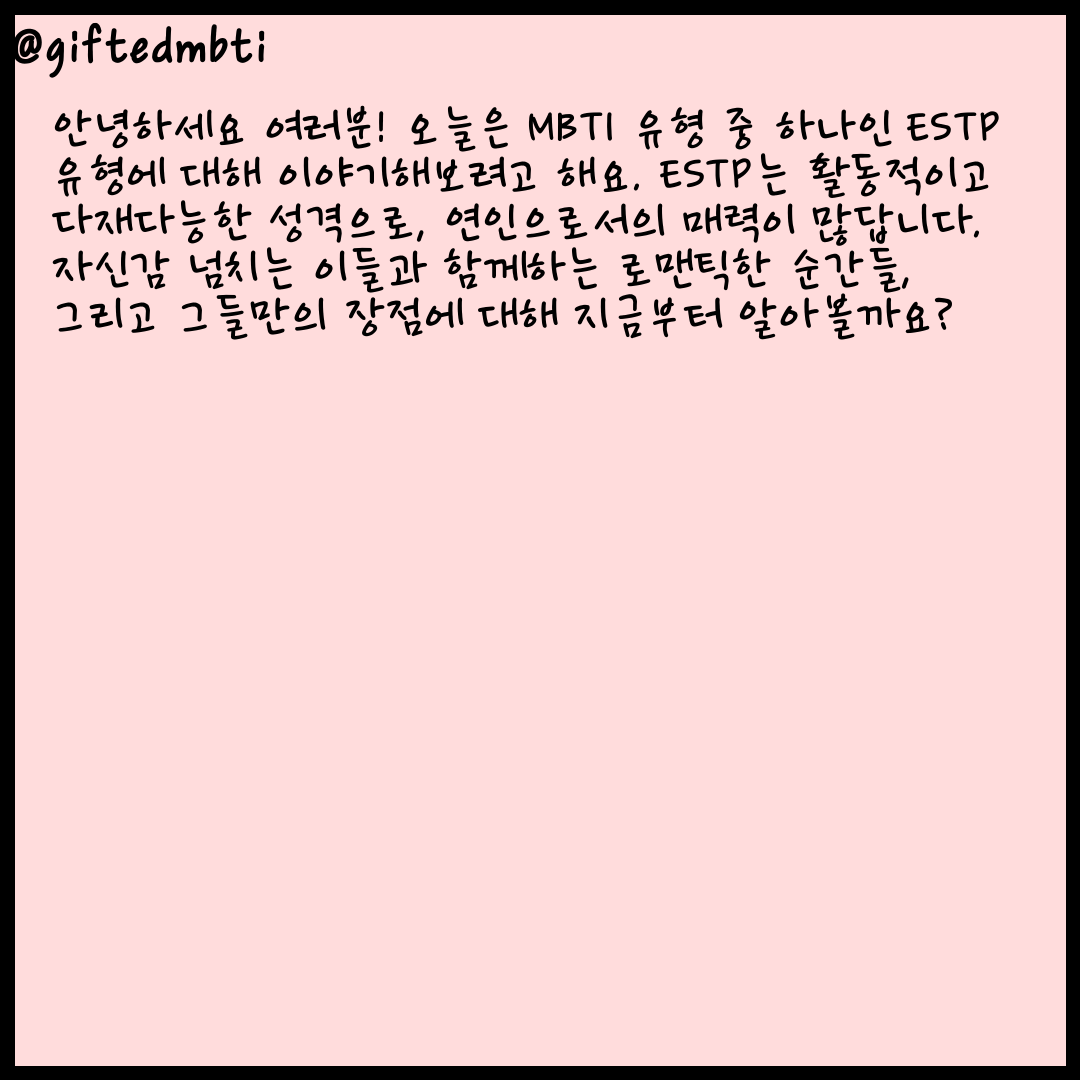 @giftedmbti
안녕하세요 여러분! 오늘은 MBTI 유형 중 하나인 ESTP
유형에 대해 이야기해보려고 해요. ESTP는 활동적이고
다재다능한 성격으로, 연인으로서의 매력이 많답니다.
자신감 넘치는 이들과 함께하는 로맨틱한 순간들,
그리고 그들만의 장점에 대해 지금부터 알아볼까요?